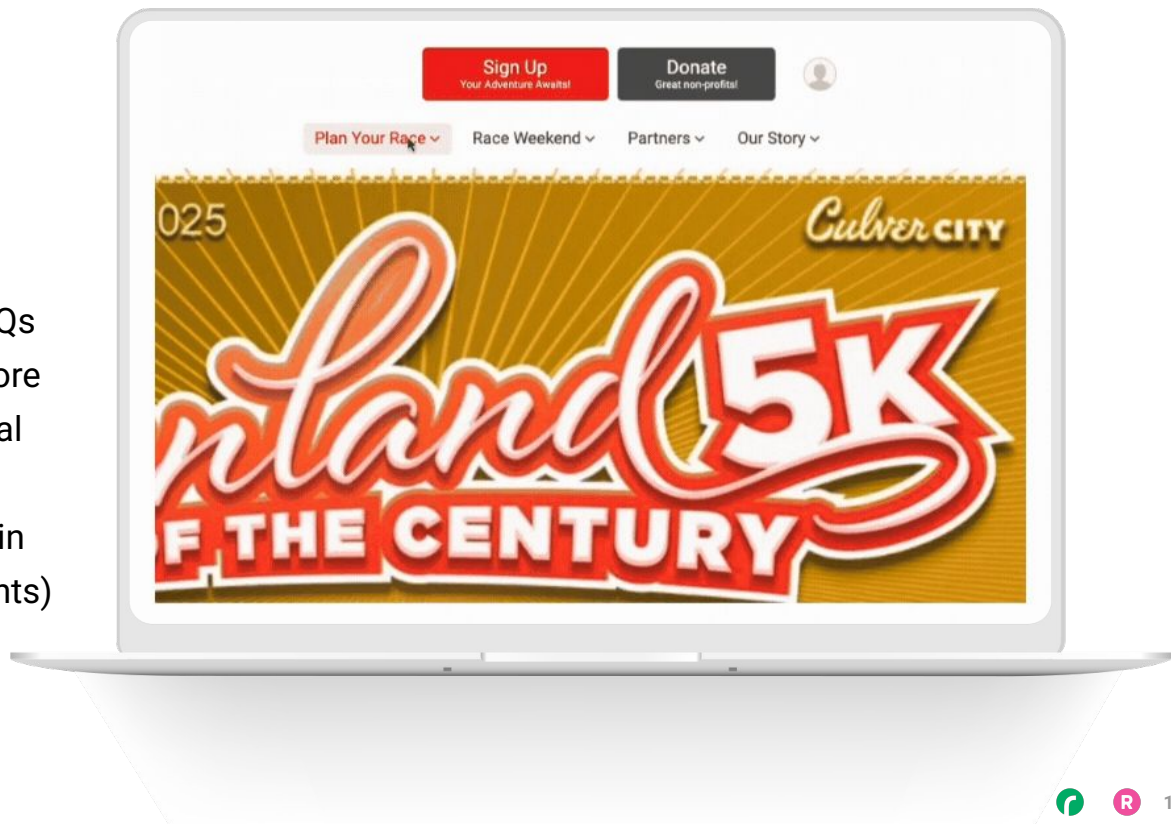 Sign Up
Your Adventure Awaits!
Donate
Great non-profits!
Plan Your Race
Race Weekend
Partners
Our Story
025
Culver CITY
nland 5K
OF THE CENTURY
Qs
ore
al
in
nts)
R
1